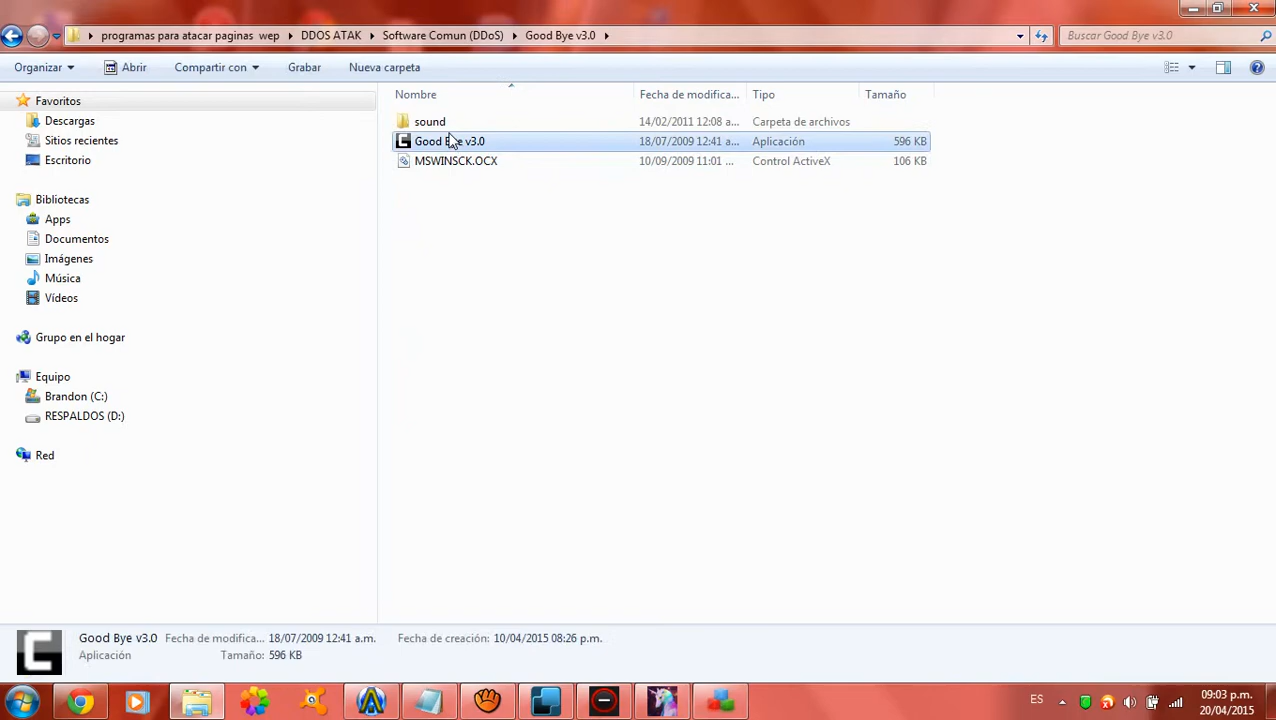 programas para atacar paginas wep DDOS ATAK Software Comun (DDoS) Good Bye v3.0 Buscar Good Bye v3.0
Organizar Abrir Compartir con Grabar Nueva carpeta
Nombre Fecha de modifica... Tipo Tamaño
Favoritos
Descargas
Sitios recientes
Escritorio
Bibliotecas
Apps
Documentos
Imágenes
Música
Vídeos
Grupo en el hogar
Equipo
Brandon (C:)
RESPALDOS (D:)
Red
sound 14/02/2011 12:08 a... Carpeta de archivos
Good Bye v3.0 18/07/2009 12:41 a... Aplicación 596 KB
MSWINSCK.OCX 10/09/2009 11:01 ... Control ActiveX 106 KB
Good Bye v3.0 Fecha de modifica... 18/07/2009 12:41 a.m. Fecha de creación: 10/04/2015 08:26 p.m.
Aplicación Tamaño: 596 KB
ES
09:03 p.m.
20/04/2015